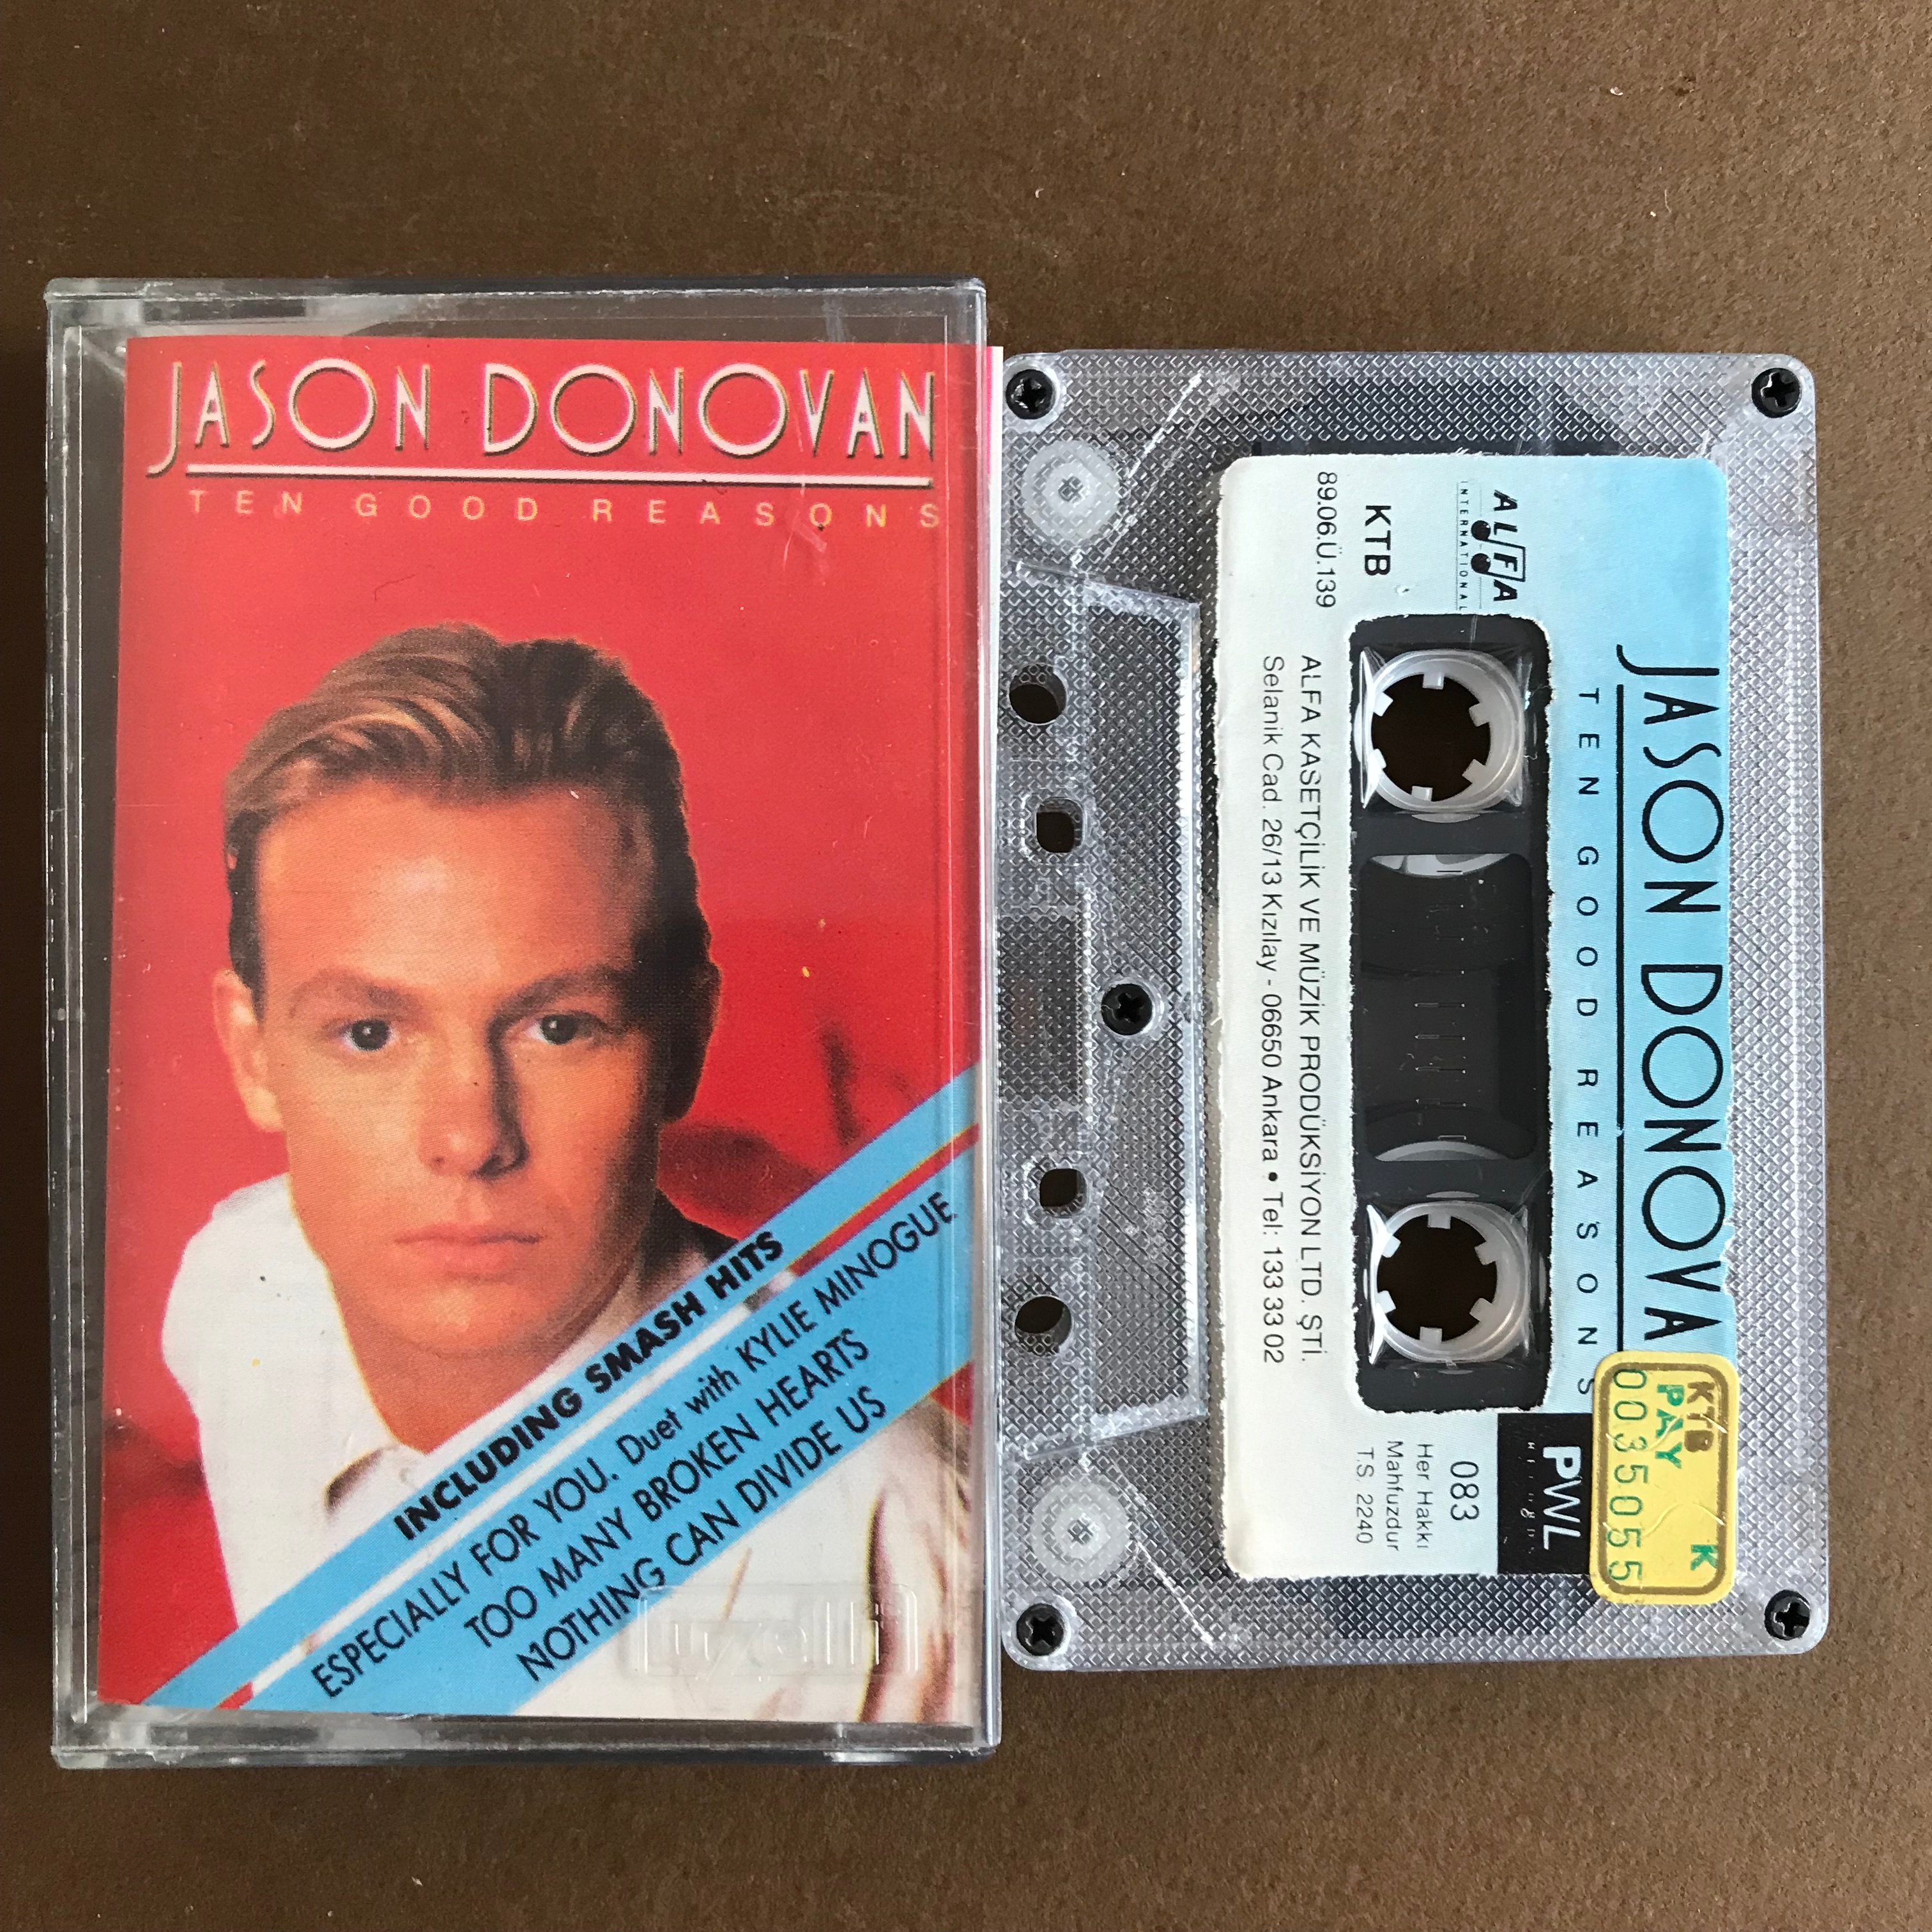 JASON DONOVAN
TEN GOOD REASONS
INCLUDING SMASH HITS
ESPECIALLY FOR YOU. Duet with KYLIE MINOGUE
TOO MANY BROKEN HEARTS
NOTHING CAN DIVIDE US
uzelli
JASON DONOVA
TEN GOOD REASONS
ALFA
INTERNATIONAL
KTB
89.06.Ü.139
PWL
083
Her Hakkı
Mahfuzdur
T.S. 2240
ALFA KASETÇİLİK VE MÜZİK PRODÜKSİYON LTD. ŞTİ.
Selanik Cad. 26/13 Kızılay - 06650 Ankara • Tel: 133 33 02
KTB K
PAY
00350555